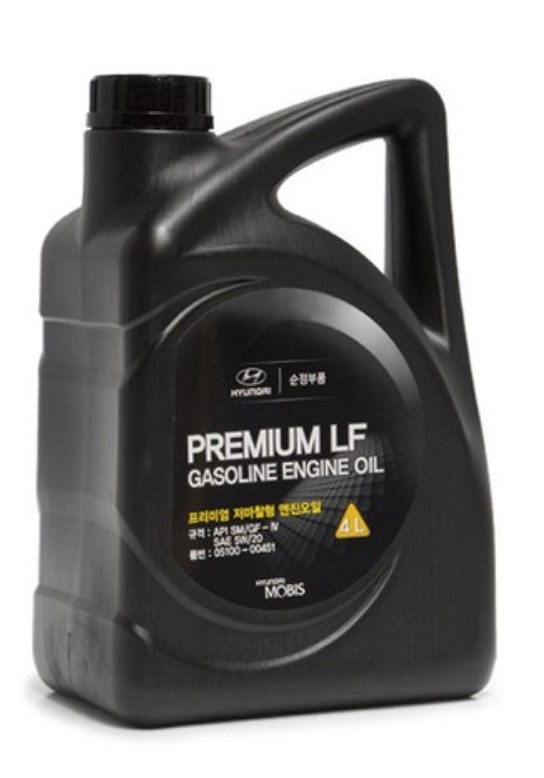 HYUNDAI | 순정부품
PREMIUM LF
GASOLINE ENGINE OIL
프리미엄 저마찰형 엔진오일
규격 : API SM/GF-IV
SAE 5W/20
품번 : 05100-00451
4 L
HYUNDAI
MOBIS